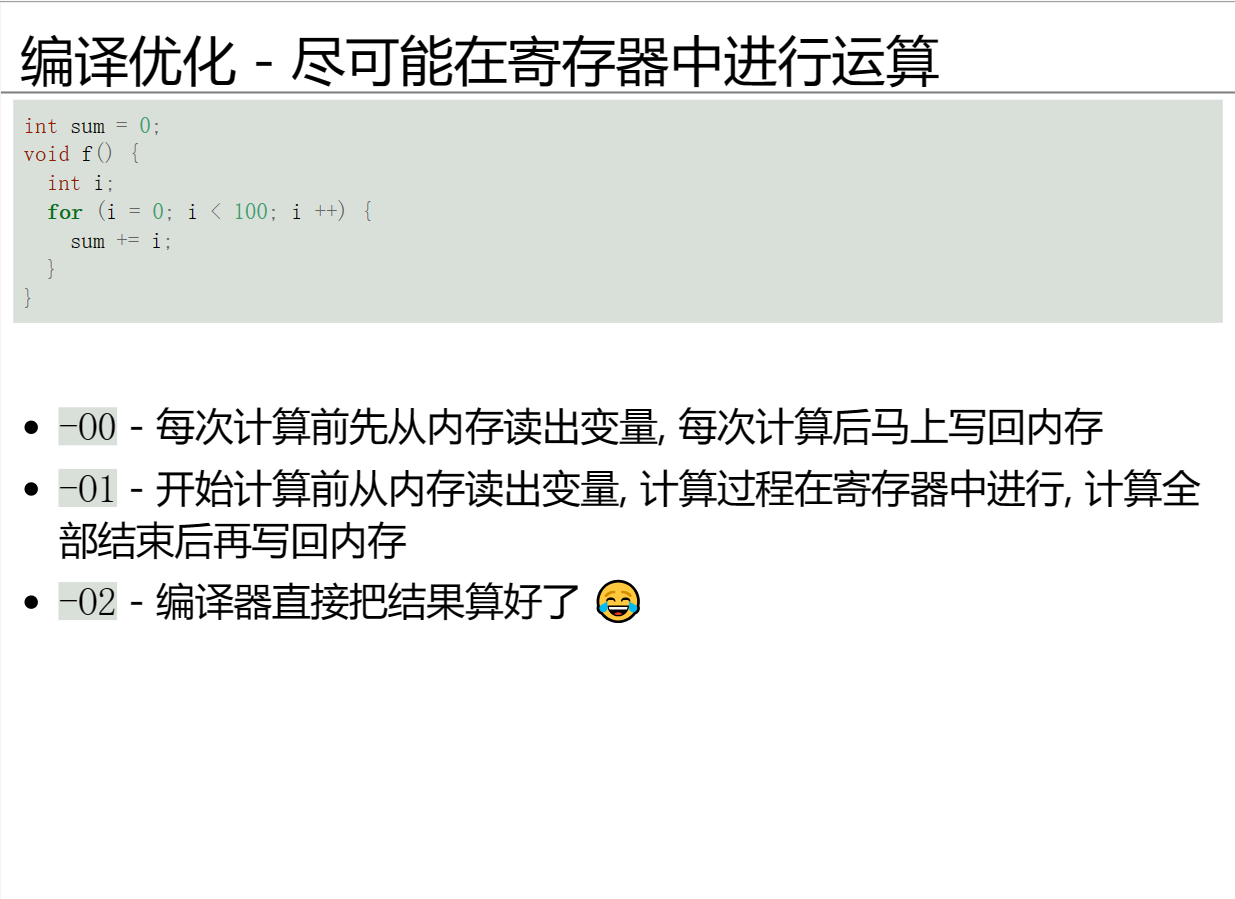 编译优化 - 尽可能在寄存器中进行运算
int sum = 0;
void f() {
  int i;
  for (i = 0; i < 100; i ++) {
    sum += i;
  }
}
• -O0 - 每次计算前先从内存读出变量, 每次计算后马上写回内存
• -O1 - 开始计算前从内存读出变量, 计算过程在寄存器中进行, 计算全
部结束后再写回内存
• -O2 - 编译器直接把结果算好了 😂